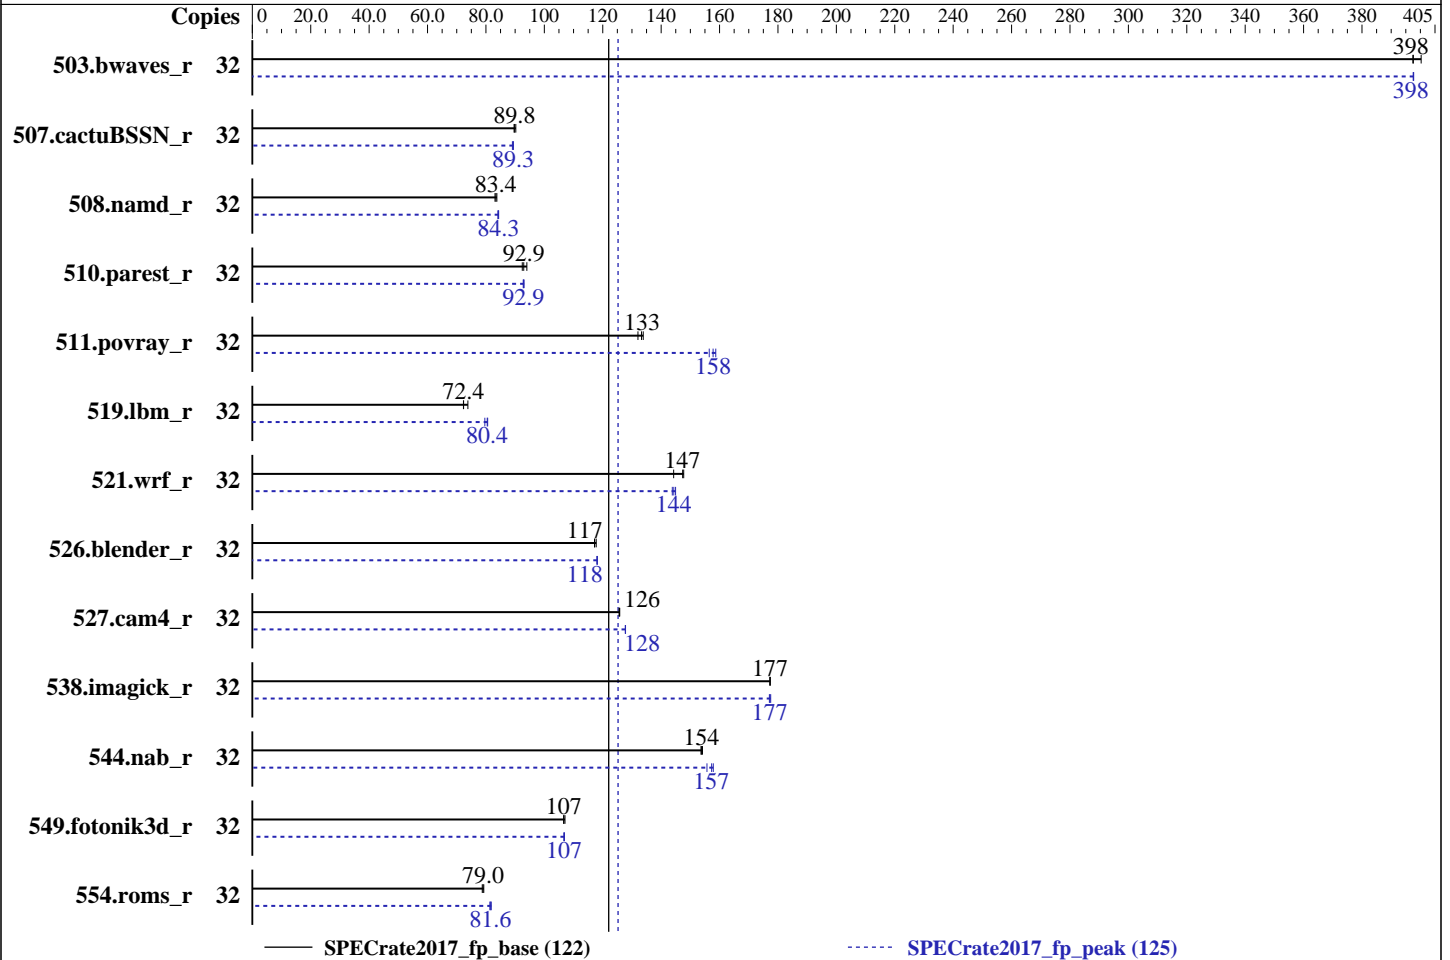 Copies 0 20.0 40.0 60.0 80.0 100 120 140 160 180 200 220 240 260 280 300 320 340 360 380 405
503.bwaves_r 32 398
398
507.cactuBSSN_r 32 89.8
89.3
508.namd_r 32 83.4
84.3
510.parest_r 32 92.9
92.9
511.povray_r 32 133
158
519.lbm_r 32 72.4
80.4
521.wrf_r 32 147
144
526.blender_r 32 117
118
527.cam4_r 32 126
128
538.imagick_r 32 177
177
544.nab_r 32 154
157
549.fotonik3d_r 32 107
107
554.roms_r 32 79.0
81.6
SPECrate2017_fp_base (122) SPECrate2017_fp_peak (125)